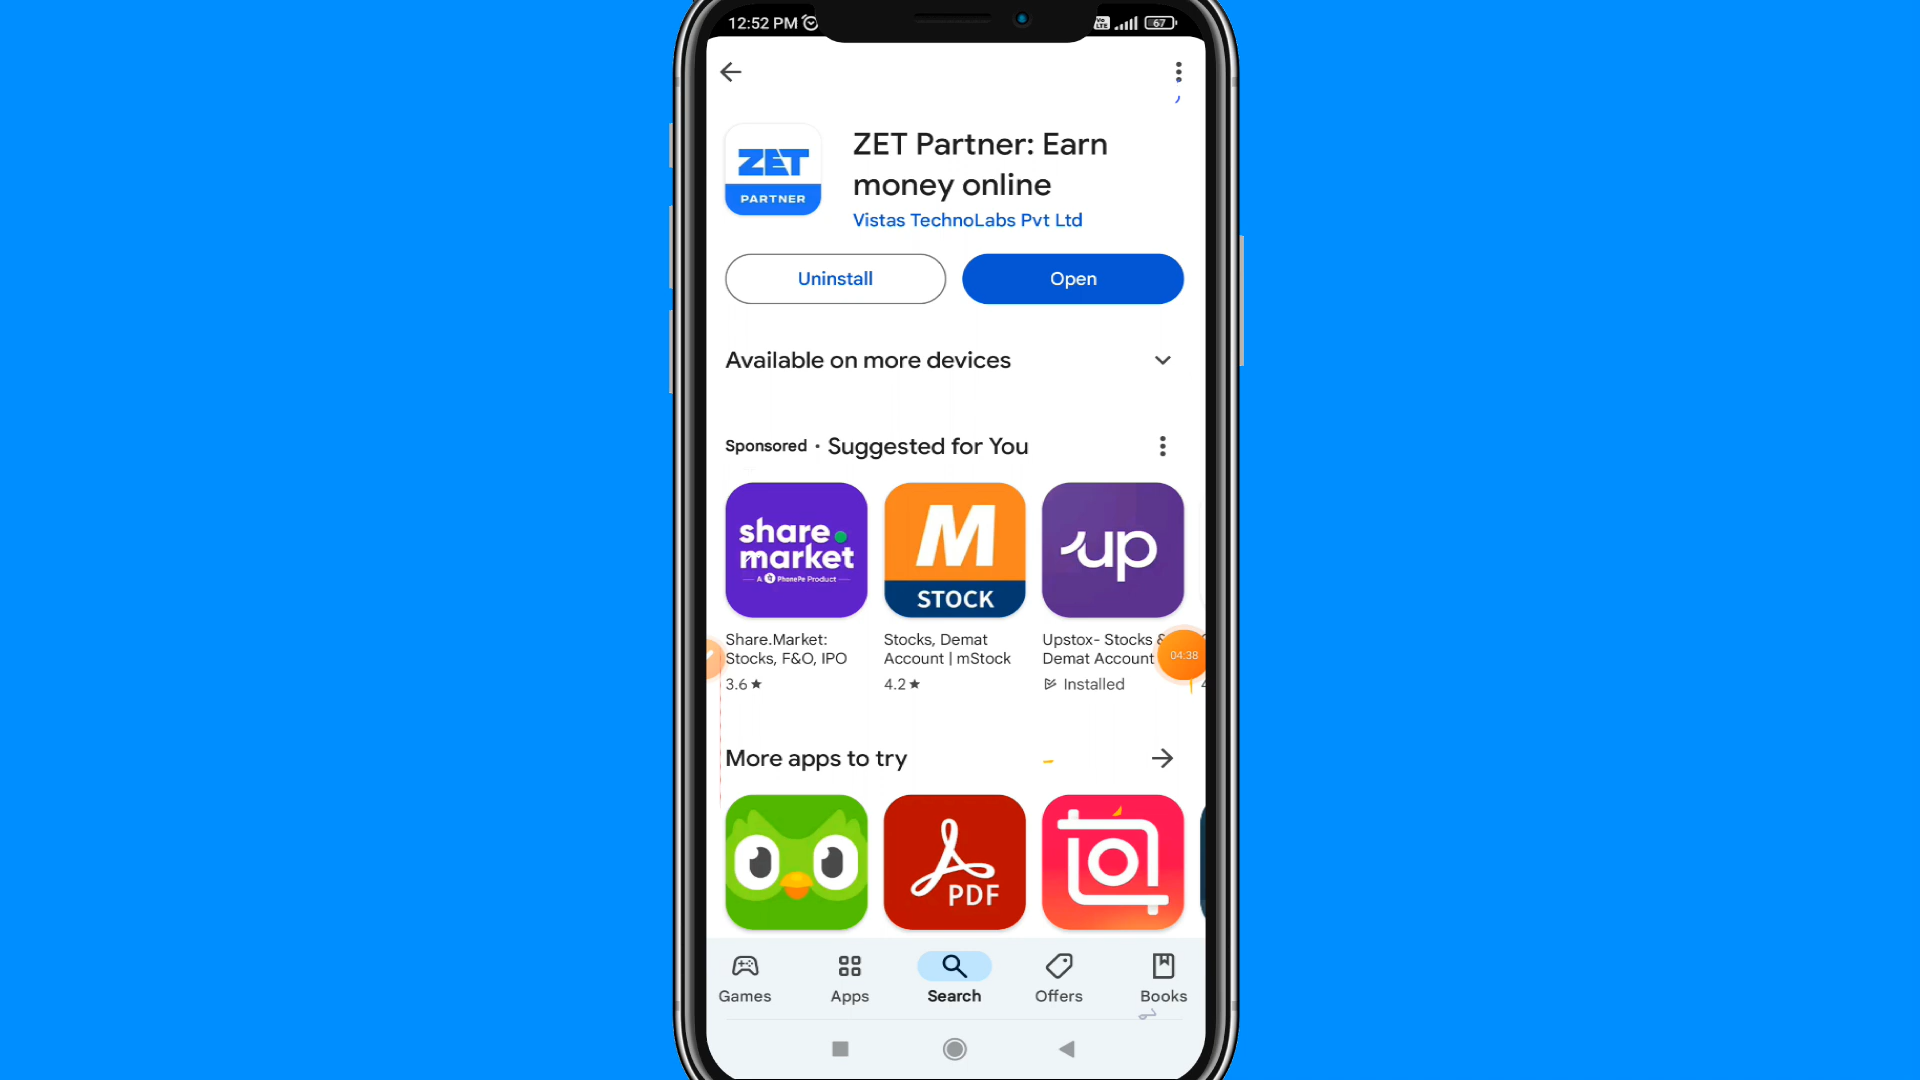 12:52 PM
Vo LTE
67
ZET
PARTNER
ZET Partner: Earn
money online
Vistas TechnoLabs Pvt Ltd
Uninstall
Open
Available on more devices
Sponsored · Suggested for You
share.
market
A PhonePe Product
M
STOCK
up
Share.Market:
Stocks, F&O, IPO
3.6 ★
Stocks, Demat
Account | mStock
4.2 ★
Upstox- Stocks &
Demat Account
Installed
04:38
More apps to try
PDF
Games
Apps
Search
Offers
Books